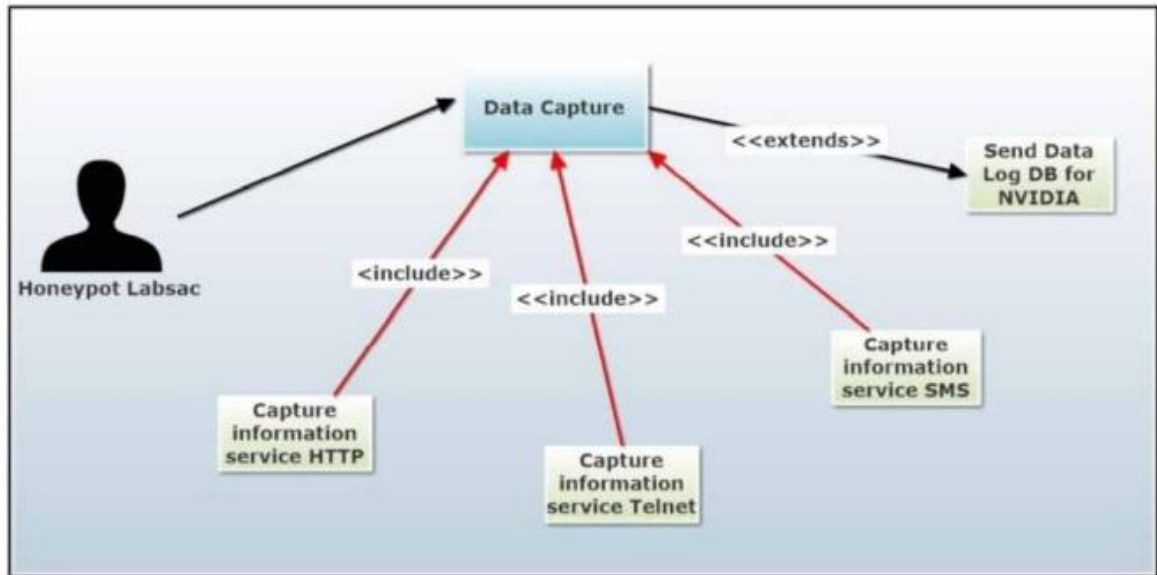 Data Capture
<<extends>>
Send Data
Log DB for
NVIDIA
Honeypot Labsac
<include>>
<<include>>
<<include>>
Capture
information
service HTTP
Capture
information
service Telnet
Capture
information
service SMS